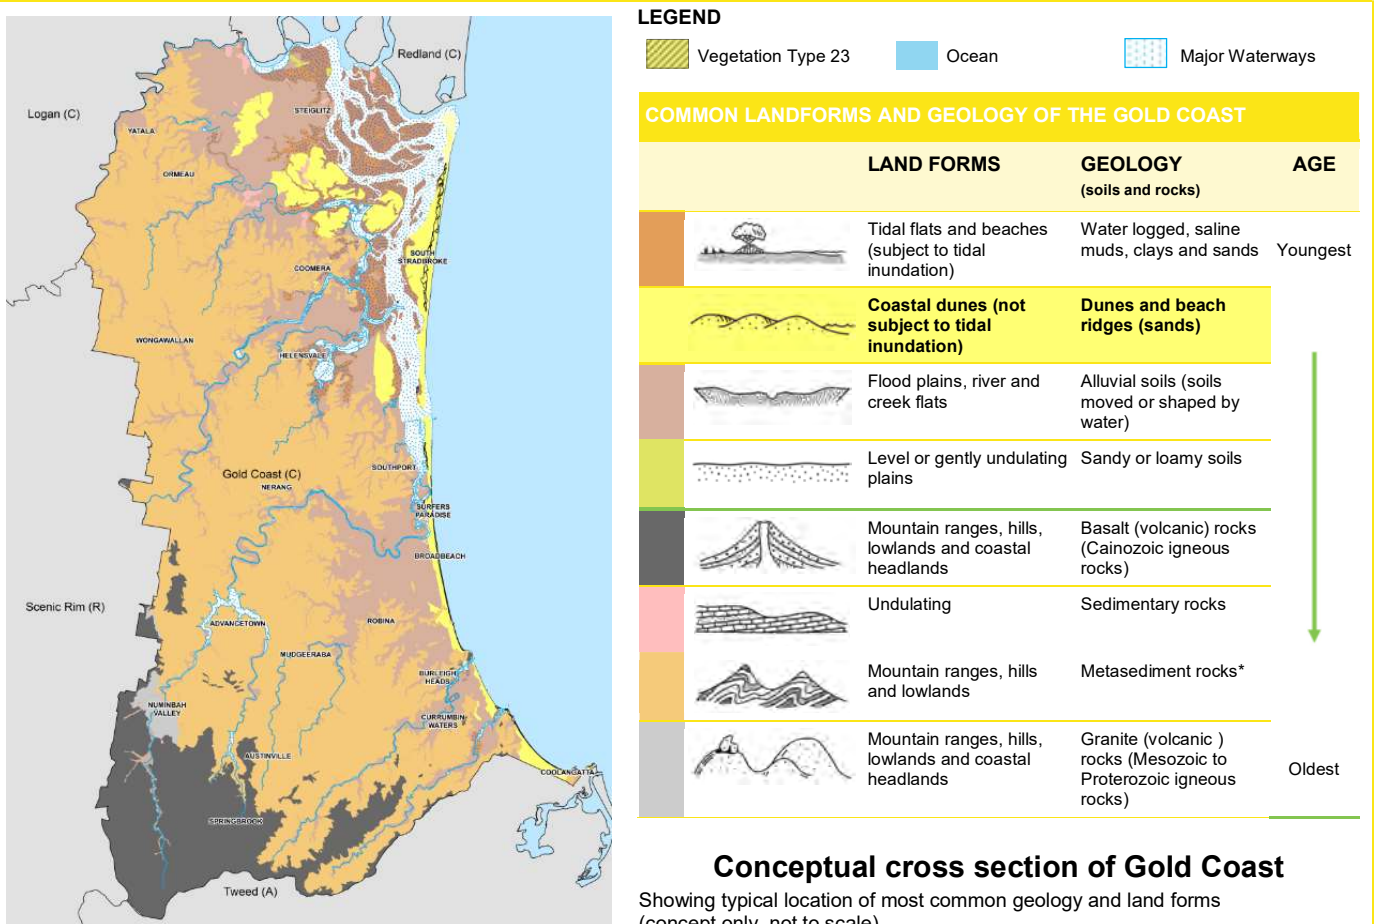 LEGEND
Vegetation Type 23
Ocean
Major Waterways
COMMON LANDFORMS AND GEOLOGY OF THE GOLD COAST
LAND FORMS
GEOLOGY
(soils and rocks)
AGE
Tidal flats and beaches
(subject to tidal
inundation)
Water logged, saline
muds, clays and sands
Youngest
Coastal dunes (not
subject to tidal
inundation)
Dunes and beach
ridges (sands)
Flood plains, river and
creek flats
Alluvial soils (soils
moved or shaped by
water)
Level or gently undulating
plains
Sandy or loamy soils
Mountain ranges, hills,
lowlands and coastal
headlands
Basalt (volcanic) rocks
(Cainozoic igneous
rocks)
Undulating
Sedimentary rocks
Mountain ranges, hills
and lowlands
Metasediment rocks*
Mountain ranges, hills,
lowlands and coastal
headlands
Granite (volcanic )
rocks (Mesozoic to
Proterozoic igneous
rocks)
Oldest
Conceptual cross section of Gold Coast
Showing typical location of most common geology and land forms
(concept only, not to scale)
Redland (C)
Logan (C)
STEIGLITZ
YATALA
ORMEAU
SOUTH
STRADBROKE
COOMERA
WONGAWALLAN
HELENSVALE
SOUTHPORT
Gold Coast (C)
NERANG
SURFERS
PARADISE
BROADBEACH
Scenic Rim (R)
ADVANCETOWN
ROBINA
MUDGEERABA
BURLEIGH
HEADS
NUMINBAH
VALLEY
CURRUMBIN
WATERS
AUSTINVILLE
COOLANGATTA
SPRINGBROOK
Tweed (A)